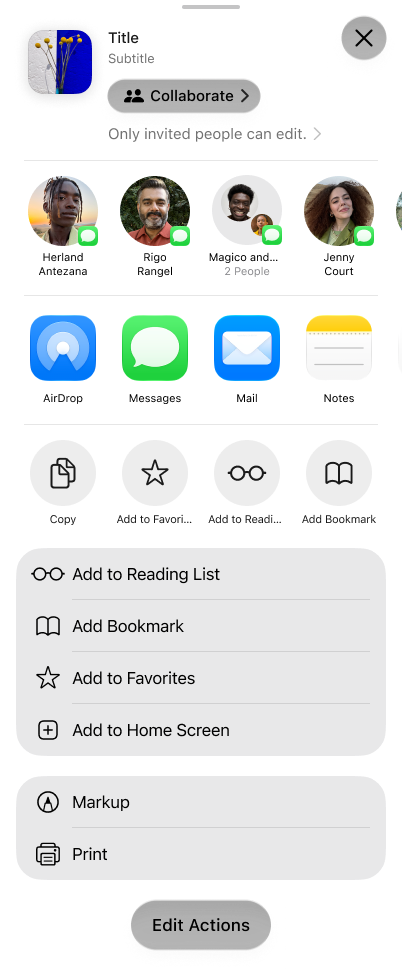 Title
Subtitle
Collaborate
Only invited people can edit.
Herland
Antezana
Rigo
Rangel
Magico and...
2 People
Jenny
Court
AirDrop
Messages
Mail
Notes
Copy
Add to Favori...
Add to Readi...
Add Bookmark
Add to Reading List
Add Bookmark
Add to Favorites
Add to Home Screen
Markup
Print
Edit Actions